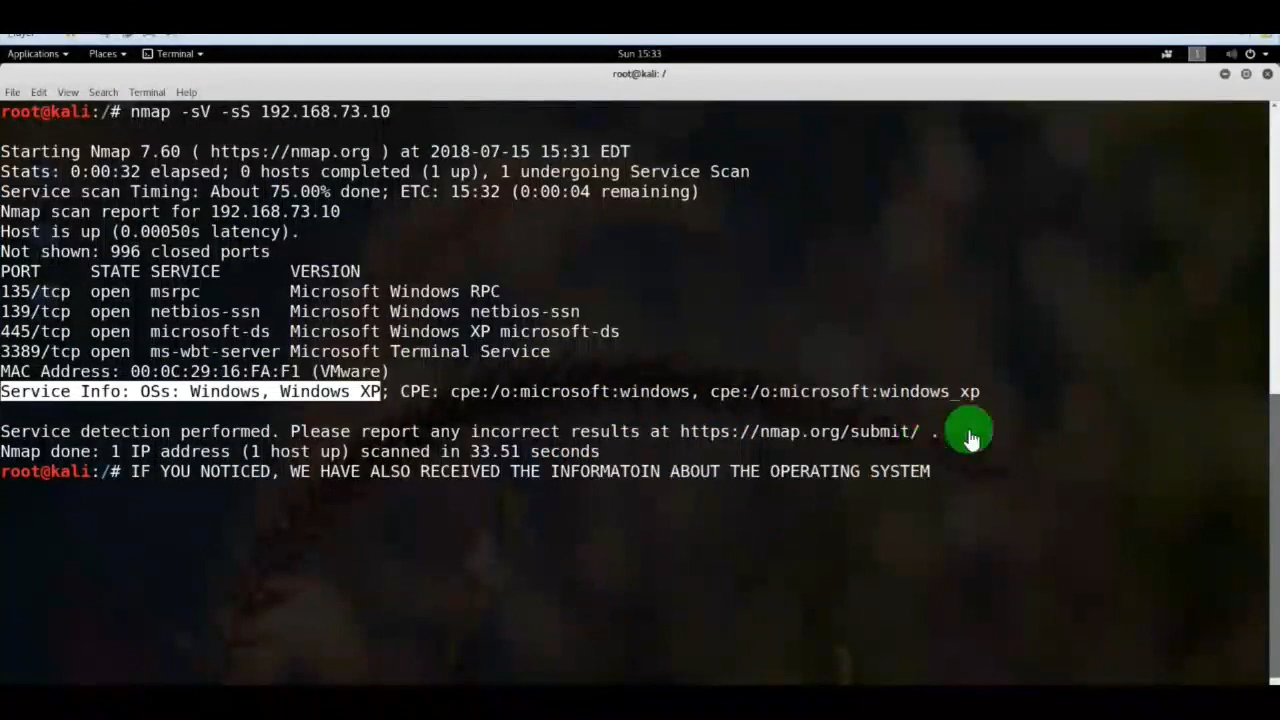 Applications Places Terminal Sun 15:33 1
root@kali: /
File Edit View Search Terminal Help
root@kali:/# nmap -sV -sS 192.168.73.10
Starting Nmap 7.60 ( https://nmap.org ) at 2018-07-15 15:31 EDT
Stats: 0:00:32 elapsed; 0 hosts completed (1 up), 1 undergoing Service Scan
Service scan Timing: About 75.00% done; ETC: 15:32 (0:00:04 remaining)
Nmap scan report for 192.168.73.10
Host is up (0.00050s latency).
Not shown: 996 closed ports
PORT     STATE SERVICE       VERSION
135/tcp  open  msrpc         Microsoft Windows RPC
139/tcp  open  netbios-ssn   Microsoft Windows netbios-ssn
445/tcp  open  microsoft-ds  Microsoft Windows XP microsoft-ds
3389/tcp open  ms-wbt-server Microsoft Terminal Service
MAC Address: 00:0C:29:16:FA:F1 (VMware)
Service Info: OSs: Windows, Windows XP; CPE: cpe:/o:microsoft:windows, cpe:/o:microsoft:windows_xp
Service detection performed. Please report any incorrect results at https://nmap.org/submit/ .
Nmap done: 1 IP address (1 host up) scanned in 33.51 seconds
root@kali:/# IF YOU NOTICED, WE HAVE ALSO RECEIVED THE INFORMATOIN ABOUT THE OPERATING SYSTEM